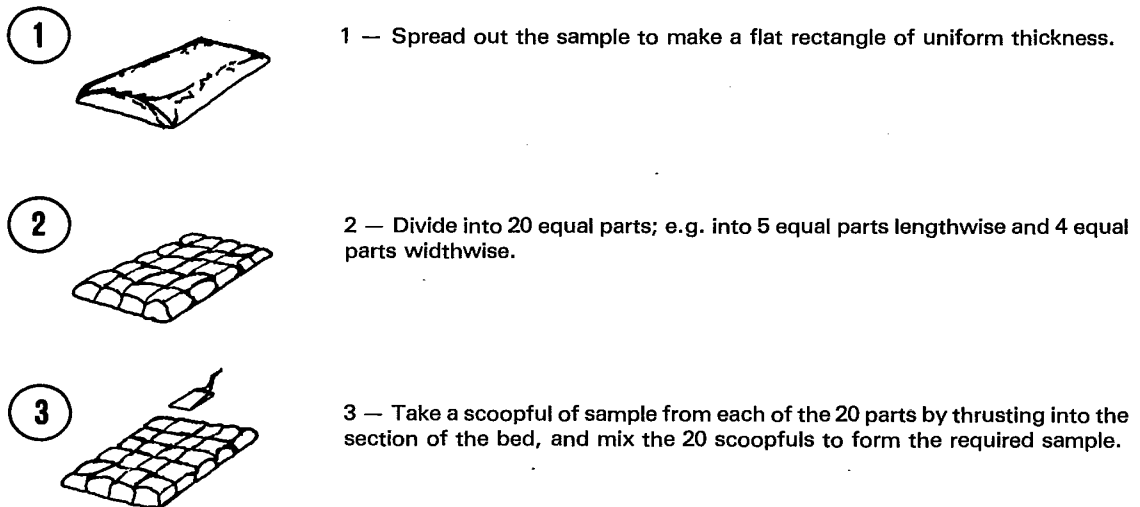 1
1 — Spread out the sample to make a flat rectangle of uniform thickness.
2
2 — Divide into 20 equal parts; e.g. into 5 equal parts lengthwise and 4 equal
parts widthwise.
3
3 — Take a scoopful of sample from each of the 20 parts by thrusting into the
section of the bed, and mix the 20 scoopfuls to form the required sample.